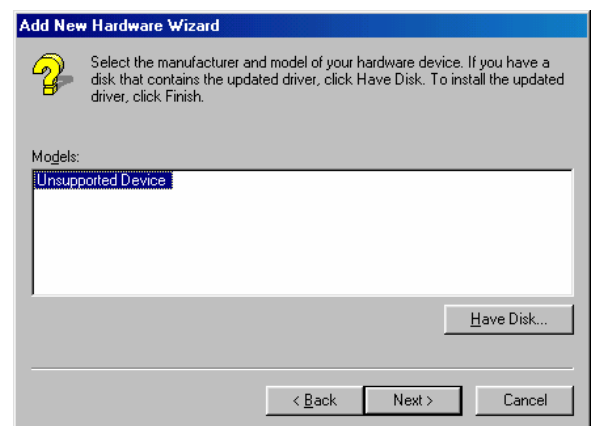 Add New Hardware Wizard
Select the manufacturer and model of your hardware device. If you have a
disk that contains the updated driver, click Have Disk. To install the updated
driver, click Finish.
Models:
Unsupported Device
Have Disk...
< Back
Next >
Cancel